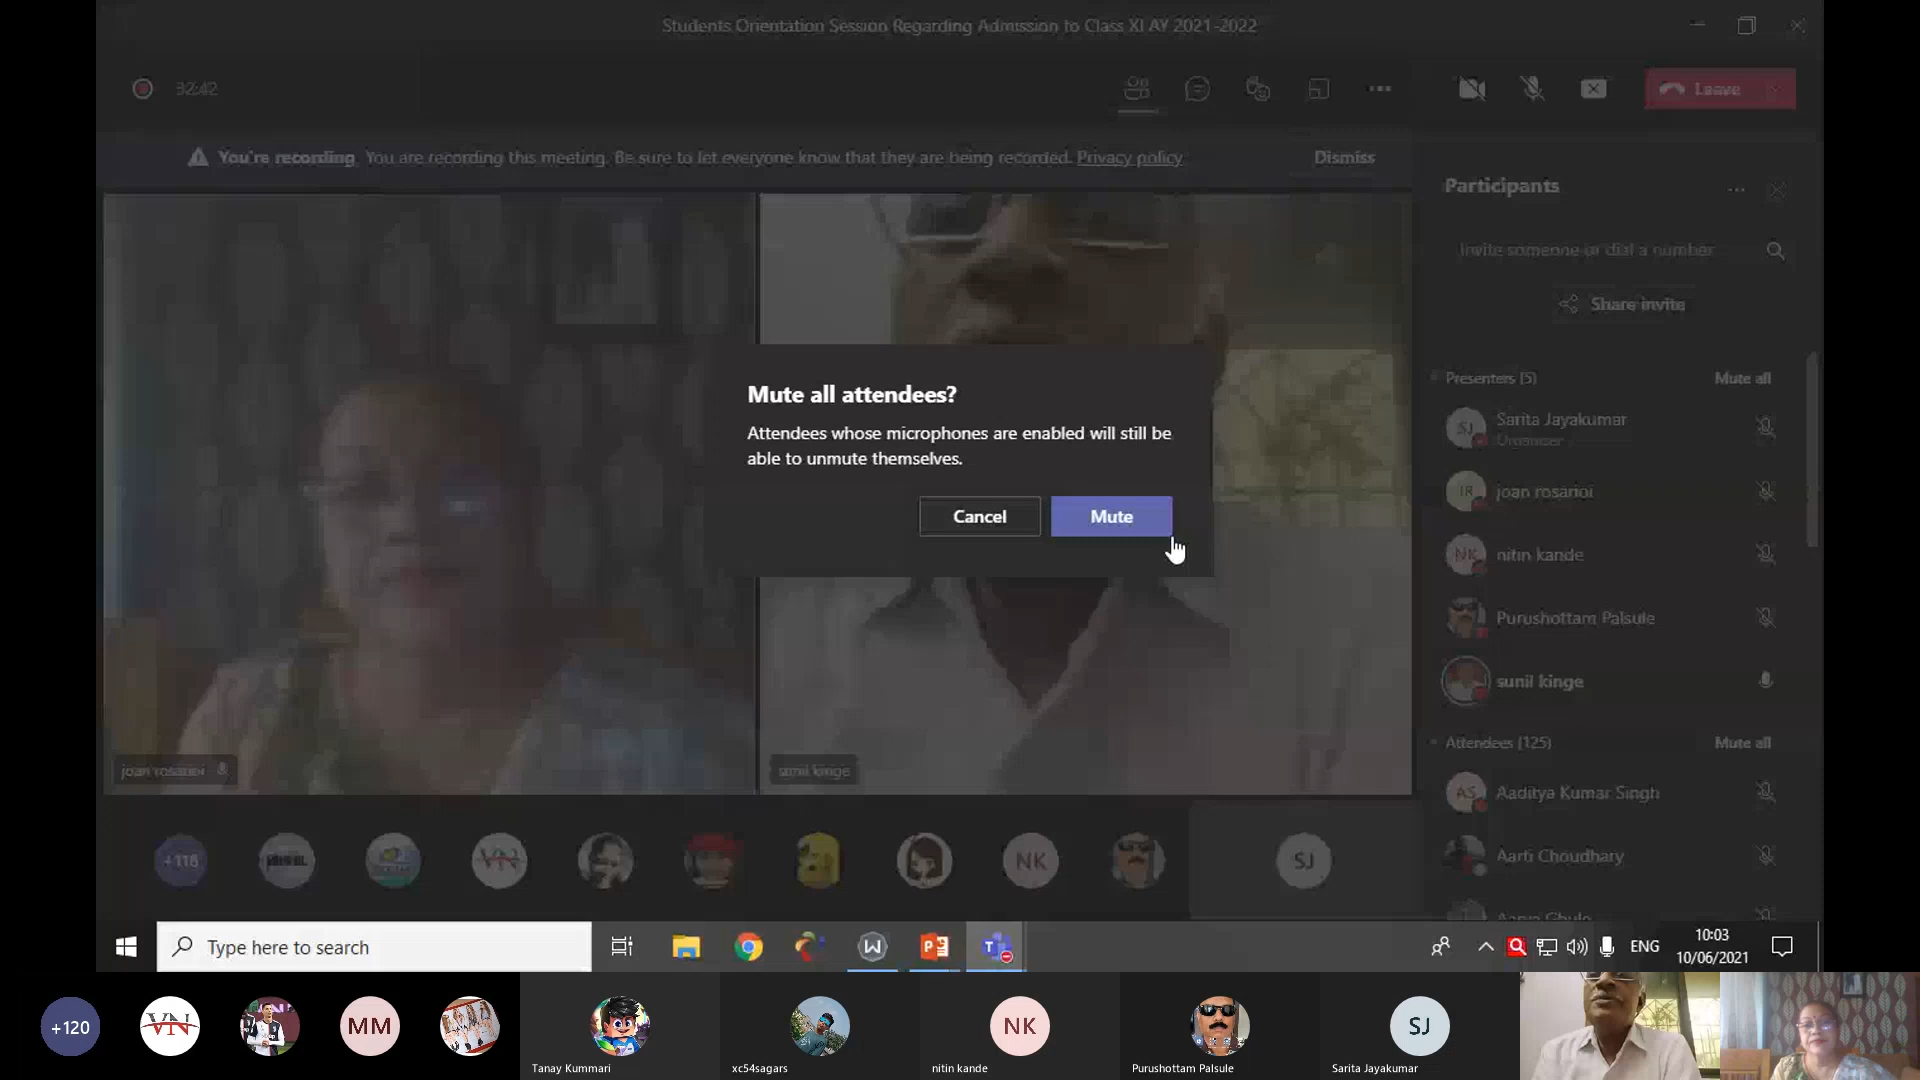 Students Orientation Session Regarding Admission to Class XI AY 2021-2022
32:42
Leave
You're recording You are recording this meeting. Be sure to let everyone know that they are being recorded. Privacy policy
Dismiss
Participants
Invite someone or dial a number
Share invite
Presenters (5)
Mute all
Sarita Jayakumar
Organizer
SJ
JR
joan rosarioi
NK
nitin kande
Purushottam Palsule
sunil kinge
Attendees (125)
Mute all
AS
Aaditya Kumar Singh
Aarti Choudhary
Mute all attendees?
Attendees whose microphones are enabled will still be
able to unmute themselves.
Cancel
Mute
joan rosarioi
sunil kinge
+116
VN
NK
SJ
Type here to search
ENG
10:03
10/06/2021
+120
VN
MM
NK
SJ
Tanay Kummari
xc54sagars
nitin kande
Purushottam Palsule
Sarita Jayakumar